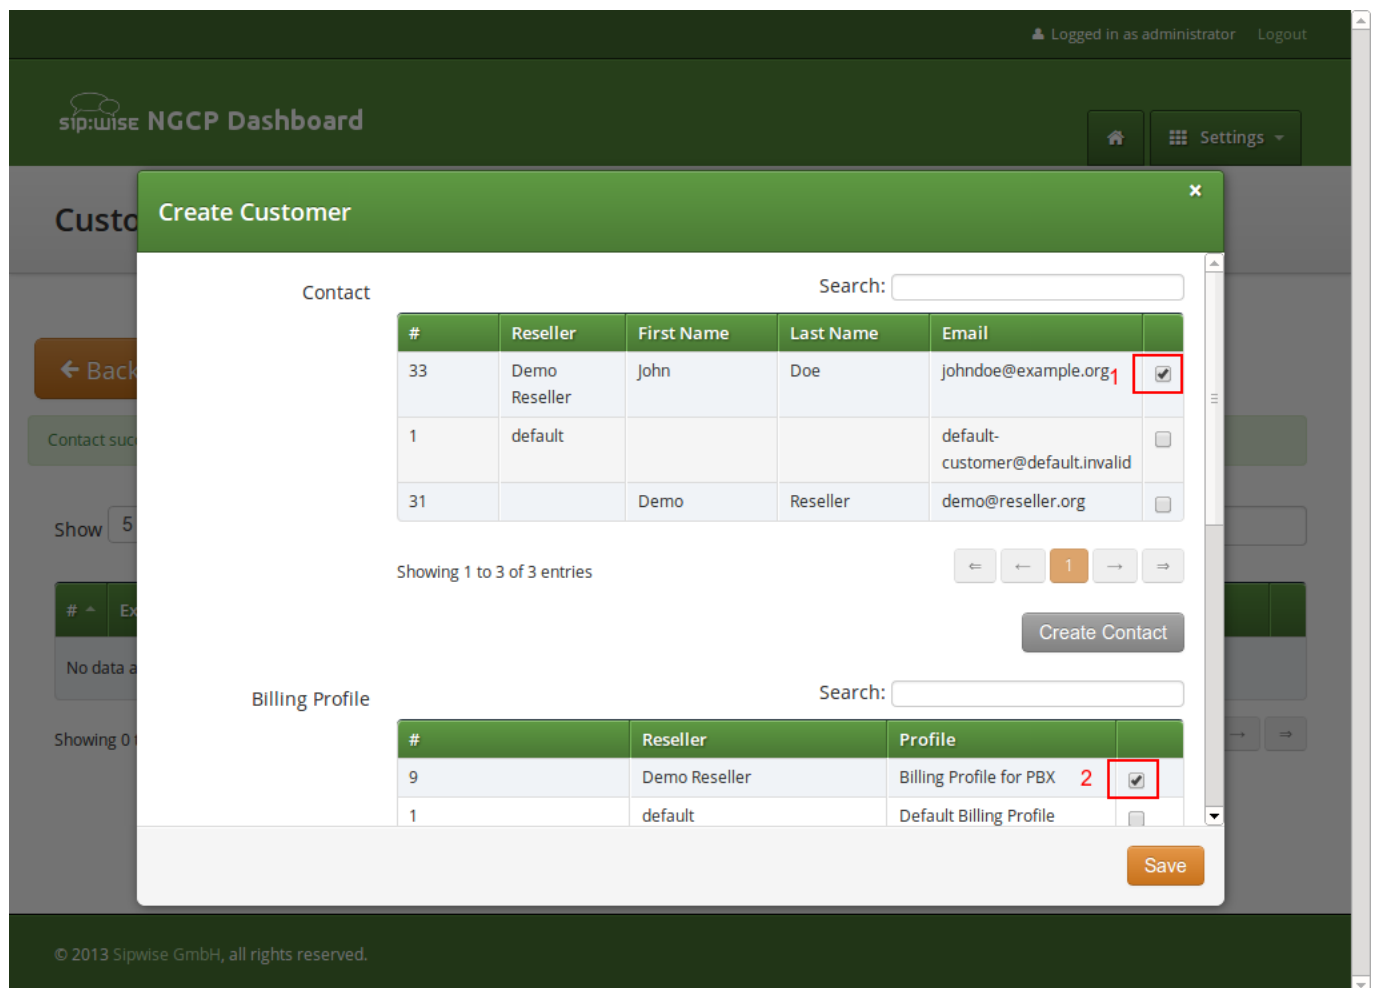 Logged in as administrator Logout
sip:wise NGCP Dashboard
Settings
Custo
Create Customer
×
Contact
Search:
# Reseller First Name Last Name Email
33 Demo Reseller John Doe johndoe@example.org 1
1 default default-customer@default.invalid
31 Demo Reseller demo@reseller.org
Showing 1 to 3 of 3 entries
⇐ ← 1 → ⇒
Create Contact
Billing Profile
Search:
# Reseller Profile
9 Demo Reseller Billing Profile for PBX 2
1 default Default Billing Profile
Save
← Back
Contact suc
Show 5
# Ex
No data a
Showing 0 t
→ ⇒
© 2013 Sipwise GmbH, all rights reserved.